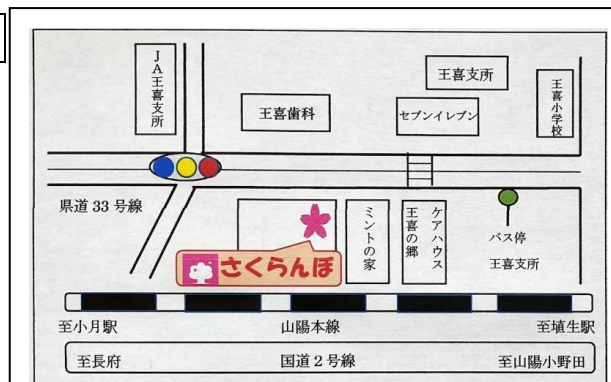 JA王喜支所
王喜歯科
王喜支所
セブンイレブン
王喜小学校
県道33号線
さくらんぼ
ミントの家
ケアハウス
王喜の郷
バス停
王喜支所
至小月駅
山陽本線
至埴生駅
至長府
国道2号線
至山陽小野田